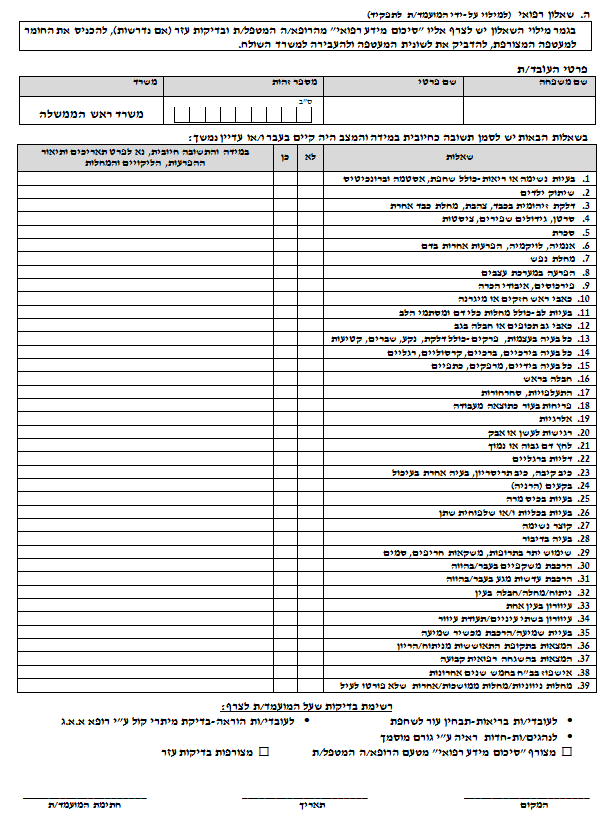 ה. שאלון רפואי (למילוי על-ידי המועמד/ת לתפקיד)
בגמר מילוי השאלון יש לצרף אליו "סיכום מידע רפואי" מהרופא/ה המטפל/ת ובדיקות עזר (אם נדרשות), להכניס את החומר
למעטפה המצורפת, להדביק את לשונית המעטפה ולהעבירה למשרד השולח.
פרטי העובד/ת
שם משפחה שם פרטי מספר זהות משרד
ס"ב
משרד ראש הממשלה
בשאלות הבאות יש לסמן תשובה כחיובית במידה והמצב היה קיים בעבר ו/או עדיין נמשך:
שאלות לא כן במידה והתשובה חיובית, נא לפרט תאריכים ותיאור
ההפרעות, הליקויים והמחלות
1. בעיות נשימה או ריאות-כולל שחפת, אסטמה וברונכיטיס
2. שיתוק ילדים
3. דלקת זיהומית בכבד, צהבת, מחלת כבד אחרת
4. סרטן, גידולים שפירים, ציסטות
5. סכרת
6. אנמיה, לויקמיה, הפרעות אחרות בדם
7. מחלת נפש
8. הפרעה במערכת עצבים
9. פירכוסים, איבודי הכרה
10. כאבי ראש חזקים או מיגרנה
11. בעיות לב-כולל מחלות כלי דם ומסתמי הלב
12. כאבי גב תכופים או חבלה בגב
13. כל בעיה בעצמות, פרקים-כולל דלקת, נקע, שברים, קטיעות
14. כל בעיה בירכיים, ברכיים, קרסוליים, רגליים
15. כל בעיה בידיים, מרפקים, כתפיים
16. חבלה בראש
17. התעלפויות, סחרחורות
18. פריחות בעור כתוצאה מעבודה
19. אלרגיות
20. רגישות לעשן או אבק
21. לחץ דם גבוה או נמוך
22. דליות ברגליים
23. כיב קיבה, כיב תריסריון, בעיה אחרת בעיכול
24. בקעים (הרניה)
25. בעיות בכיס מרה
26. בעיות בכליות ו/או שלפוחית שתן
27. קוצר נשימה
28. בעיה בדיבור
29. שימוש יתר בתרופות, משקאות חריפים, סמים
30. הרכבת משקפיים בעבר/בהווה
31. הרכבת עדשות מגע בעבר/בהווה
32. ניתוח/מחלה/חבלה בעין
33. עיוורון בעין אחת
34. עיוורון בשתי עיניים/תעודת עיוור
35. בעיית שמיעה/הרכבת מכשיר שמיעה
36. המצאות בתקופת התאוששות מניתוח/הריון
37. המצאות בהשגחה רפואית קבועה
38. אישפוז בב"ח בחמש שנים אחרונות
39. מחלות ניווניות/מחלות ממושכות/אחרות שלא פורטו לעיל
רשימת בדיקות שעל המועמד/ת לצרף:
• לעובדי/ות בריאות-תבחין עור לשחפת • לעובדי/ות הוראה-בדיקת מיתרי קול ע"י רופא א.א.ג
• לנהגים/ות-חדות ראיה ע"י גורם מוסמך
☐ מצורף "סיכום מידע רפואי" מטעם הרופא/ה המטפל/ת ☐ מצורפות בדיקות עזר
המקום תאריך חתימת המועמד/ת